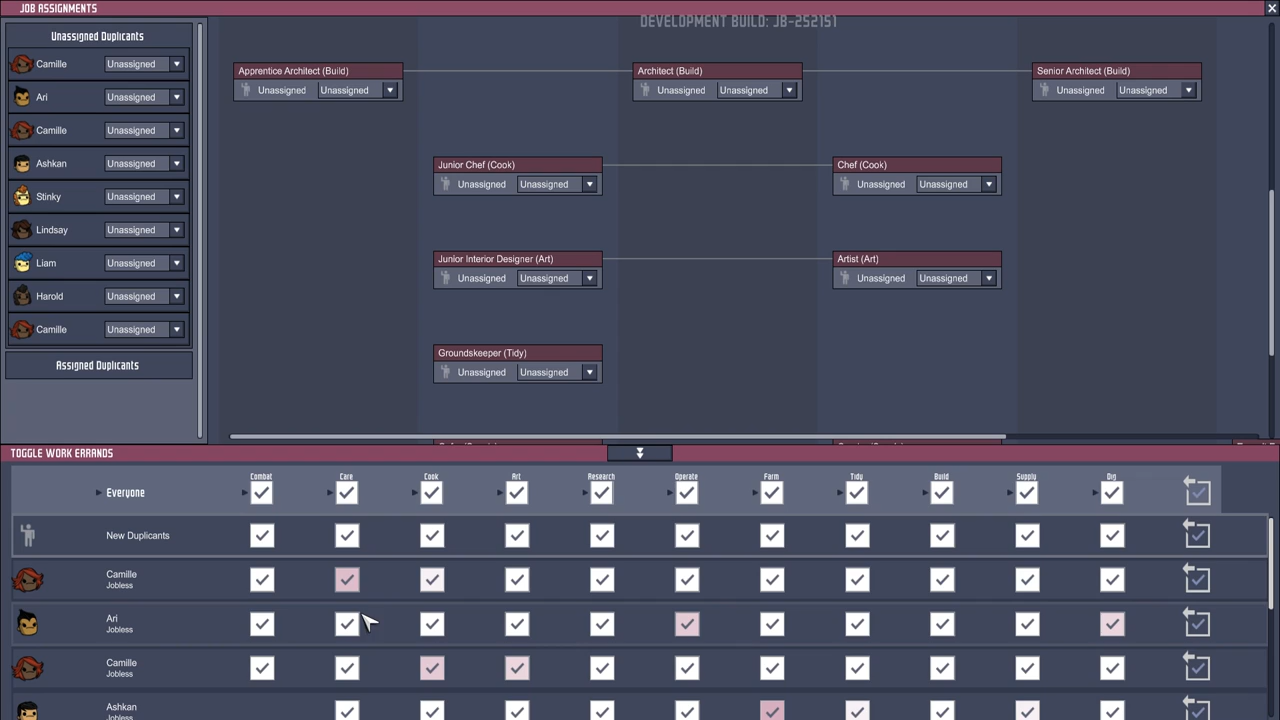 JOB ASSIGNMENTS
DEVELOPMENT BUILD: JB-252151
Unassigned Duplicants
Camille Unassigned
Ari Unassigned
Camille Unassigned
Ashkan Unassigned
Stinky Unassigned
Lindsay Unassigned
Liam Unassigned
Harold Unassigned
Camille Unassigned
Assigned Duplicants
Apprentice Architect (Build)
Unassigned Unassigned
Architect (Build)
Unassigned Unassigned
Senior Architect (Build)
Unassigned Unassigned
Junior Chef (Cook)
Unassigned Unassigned
Chef (Cook)
Unassigned Unassigned
Junior Interior Designer (Art)
Unassigned Unassigned
Artist (Art)
Unassigned Unassigned
Groundskeeper (Tidy)
Unassigned Unassigned
TOGGLE WORK ERRANDS
Combat Care Cook Art Research Operate Farm Tidy Build Supply Dig
Everyone
New Duplicants
Camille
Jobless
Ari
Jobless
Camille
Jobless
Ashkan
Jobless